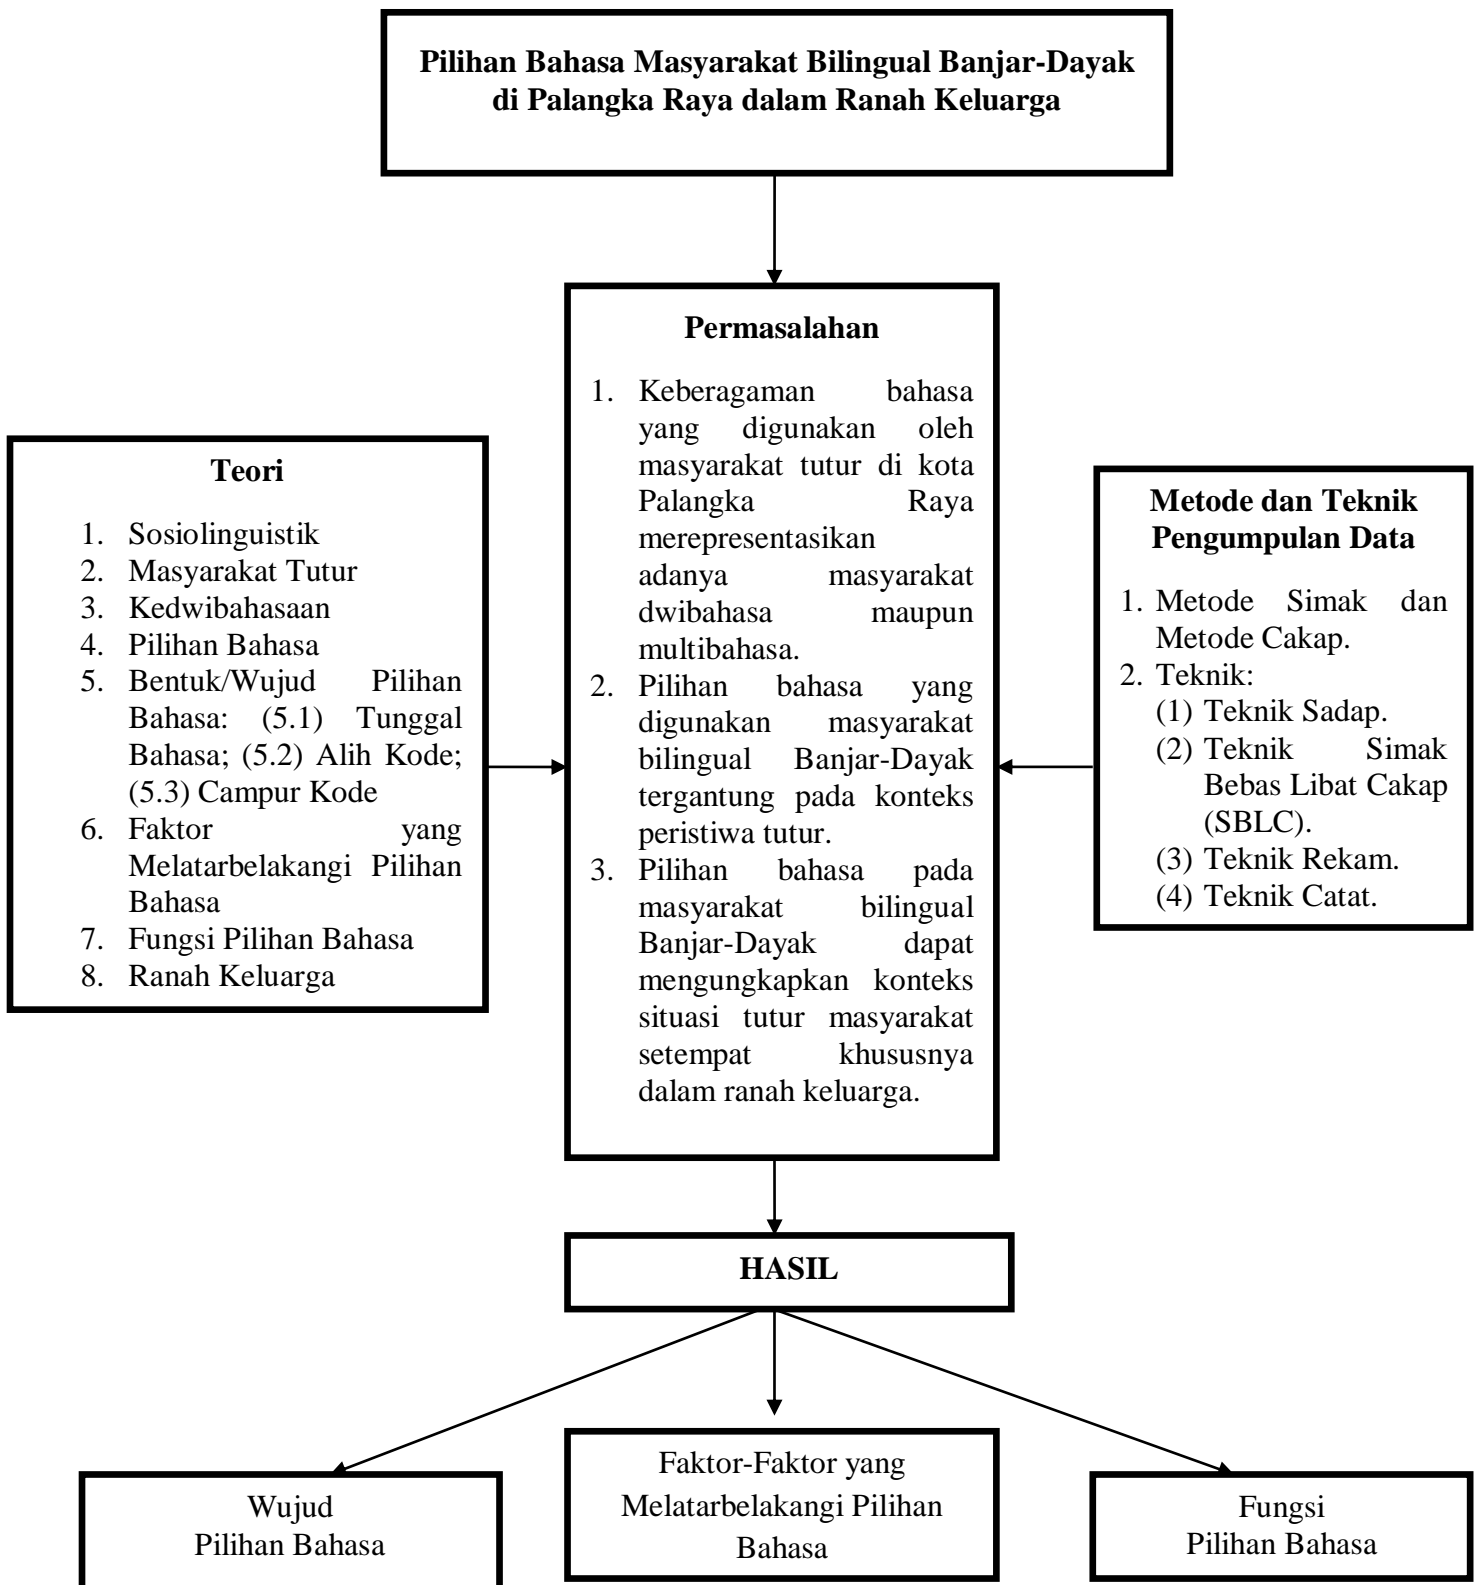 Pilihan Bahasa Masyarakat Bilingual Banjar-Dayak
di Palangka Raya dalam Ranah Keluarga
Teori
1. Sosiolinguistik
2. Masyarakat Tutur
3. Kedwibahasaan
4. Pilihan Bahasa
5. Bentuk/Wujud Pilihan
Bahasa: (5.1) Tunggal
Bahasa; (5.2) Alih Kode;
(5.3) Campur Kode
6. Faktor yang
Melatarbelakangi Pilihan
Bahasa
7. Fungsi Pilihan Bahasa
8. Ranah Keluarga
Permasalahan
1. Keberagaman bahasa
yang digunakan oleh
masyarakat tutur di kota
Palangka Raya
merepresentasikan
adanya masyarakat
dwibahasa maupun
multibahasa.
2. Pilihan bahasa yang
digunakan masyarakat
bilingual Banjar-Dayak
tergantung pada konteks
peristiwa tutur.
3. Pilihan bahasa pada
masyarakat bilingual
Banjar-Dayak dapat
mengungkapkan konteks
situasi tutur masyarakat
setempat khususnya
dalam ranah keluarga.
Metode dan Teknik
Pengumpulan Data
1. Metode Simak dan
Metode Cakap.
2. Teknik:
(1) Teknik Sadap.
(2) Teknik Simak
Bebas Libat Cakap
(SBLC).
(3) Teknik Rekam.
(4) Teknik Catat.
HASIL
Wujud
Pilihan Bahasa
Faktor-Faktor yang
Melatarbelakangi Pilihan
Bahasa
Fungsi
Pilihan Bahasa